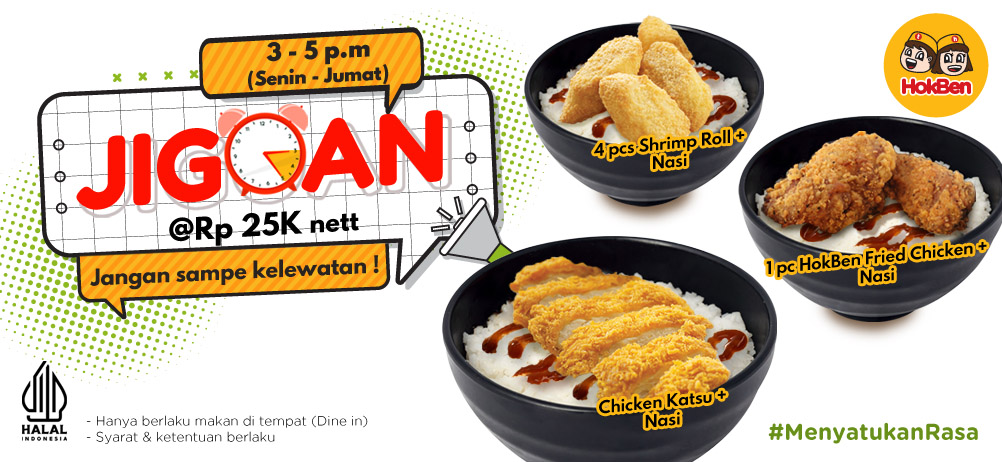 3 - 5 p.m
(Senin - Jumat)
JIGOAN
@Rp 25K nett
Jangan sampe kelewatan !
HokBen
4 pcs Shrimp Roll +
Nasi
1 pc HokBen Fried Chicken +
Nasi
Chicken Katsu +
Nasi
HALAL
INDONESIA
- Hanya berlaku makan di tempat (Dine in)
- Syarat & ketentuan berlaku
#MenyatukanRasa